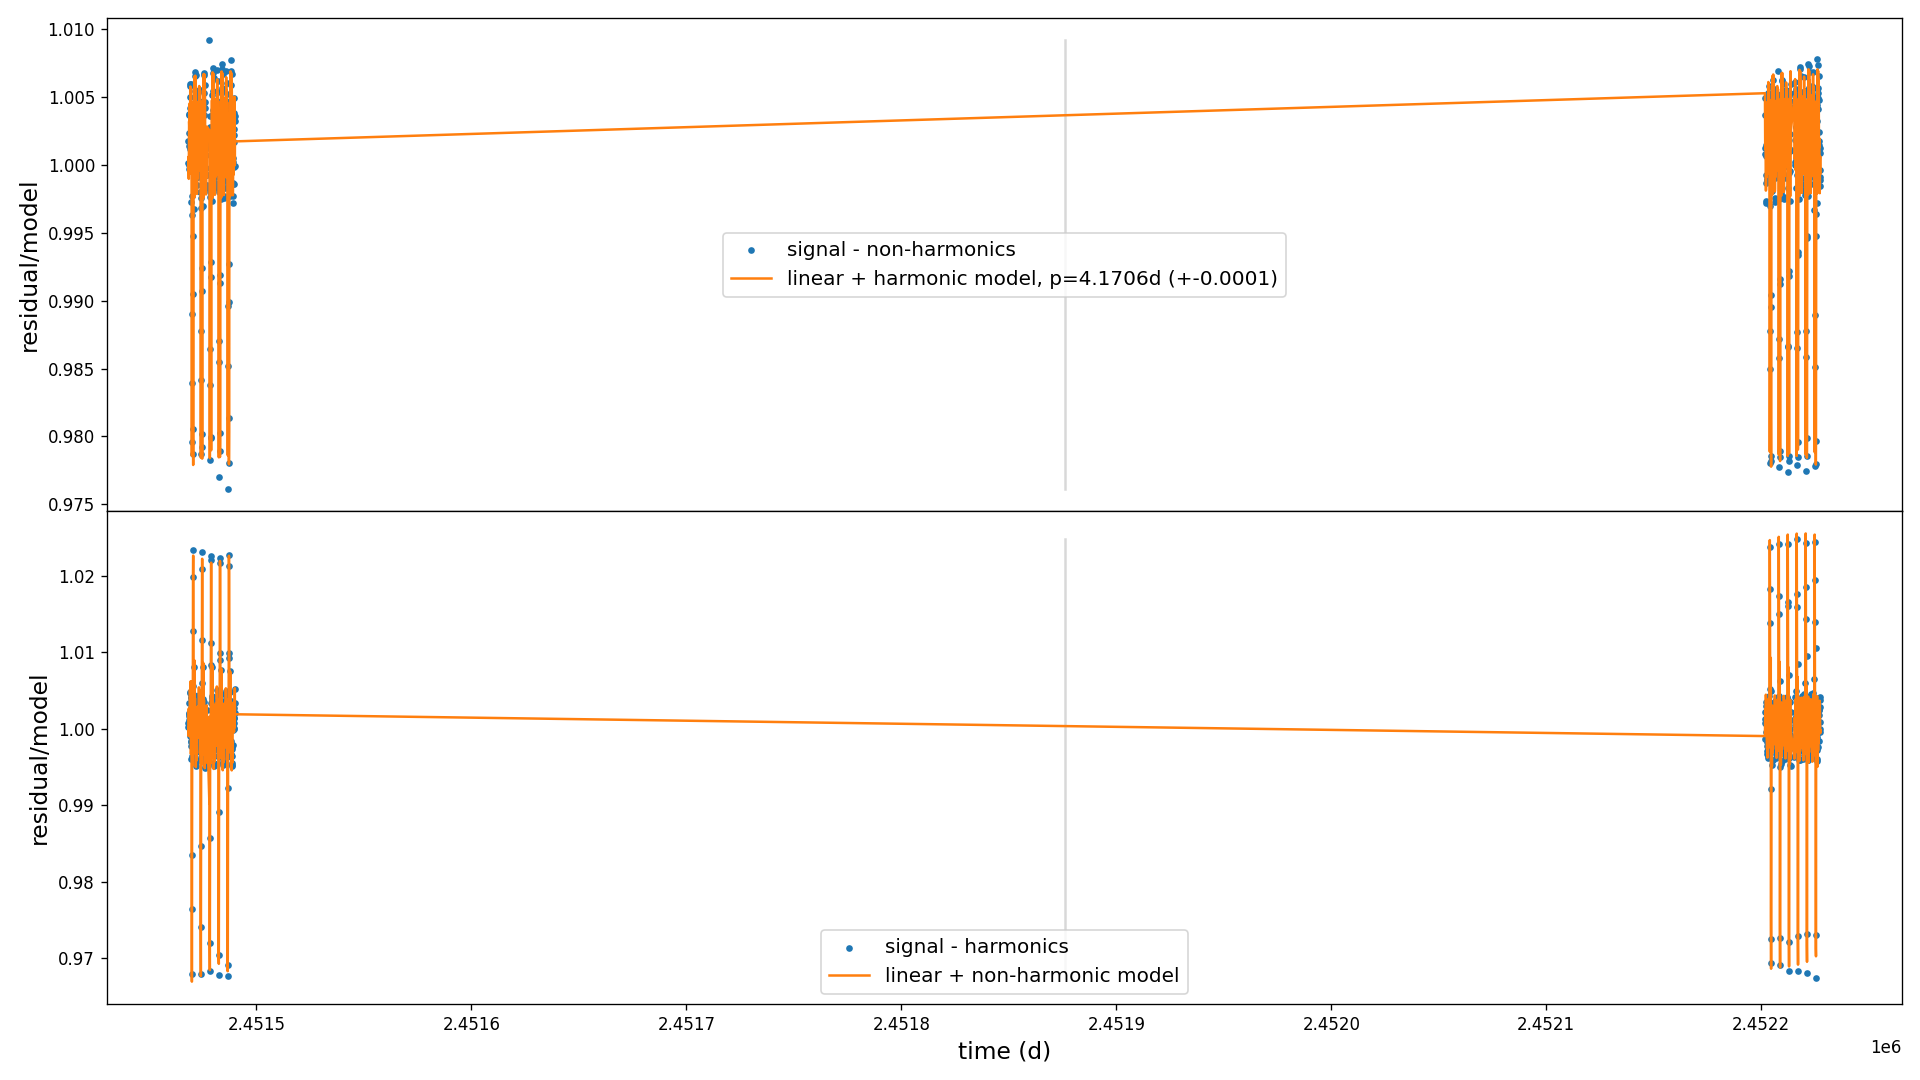 1.010
1.005
1.000
0.995
0.990
0.985
0.980
0.975
residual/model
signal - non-harmonics
linear + harmonic model, p=4.1706d (+-0.0001)
1.02
1.01
1.00
0.99
0.98
0.97
residual/model
signal - harmonics
linear + non-harmonic model
2.4515 2.4516 2.4517 2.4518 2.4519 2.4520 2.4521 2.4522
1e6
time (d)